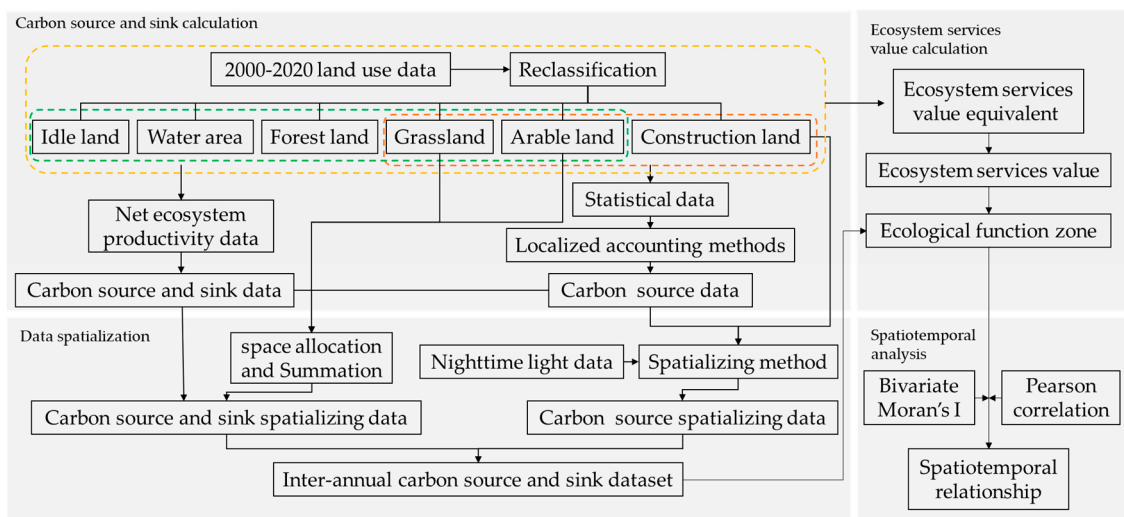 Carbon source and sink calculation
2000-2020 land use data
Reclassification
Idle land
Water area
Forest land
Grassland
Arable land
Construction land
Statistical data
Net ecosystem
productivity data
Localized accounting methods
Carbon source and sink data
Carbon source data
Ecosystem services
value calculation
Ecosystem services
value equivalent
Ecosystem services value
Ecological function zone
Data spatialization
space allocation
and Summation
Nighttime light data
Spatializing method
Carbon source and sink spatializing data
Carbon source spatializing data
Inter-annual carbon source and sink dataset
Spatiotemporal
analysis
Bivariate
Moran's I
Pearson
correlation
Spatiotemporal
relationship